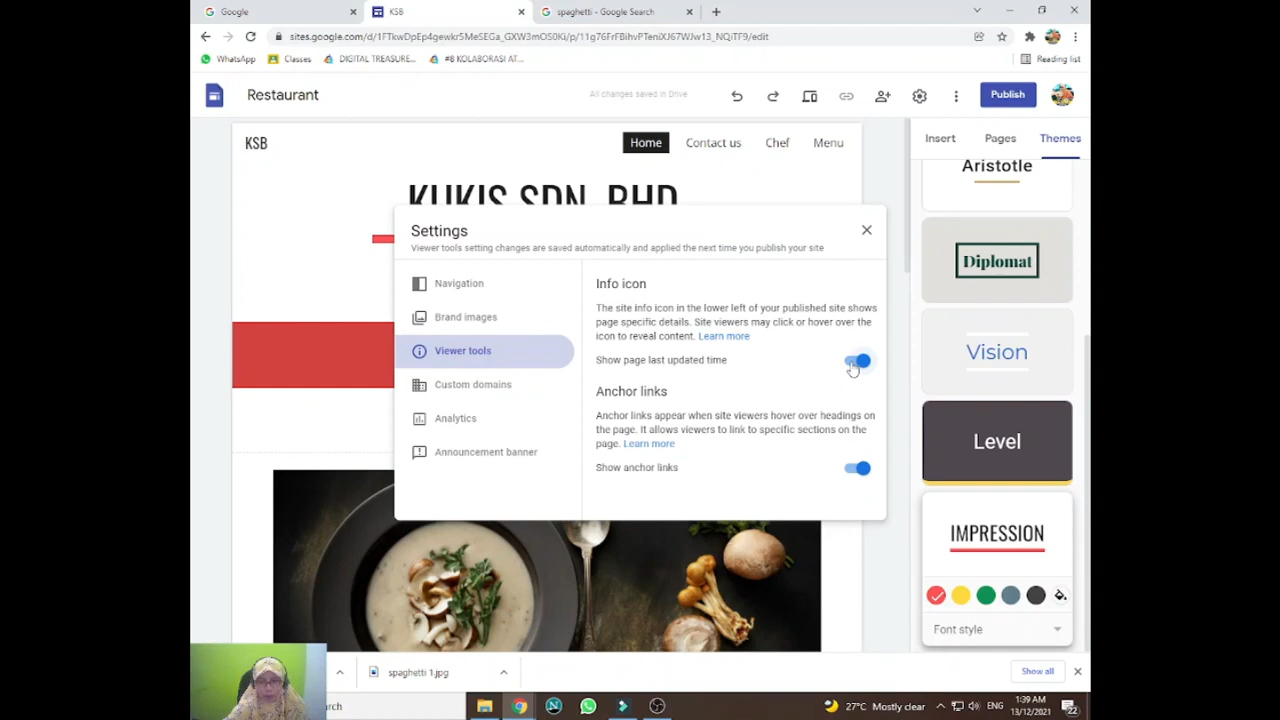 Google
KSB
spaghetti - Google Search
sites.google.com/d/1FTkwDpEp4gewkr5MeSEGa_GXW3mOS0Ki/p/11g76FrFBihvPTeniXJ67WJw13_NQiTF9/edit
WhatsApp
Classes
DIGITAL TREASURE...
#8 KOLABORASI AT...
Reading list
Restaurant
All changes saved in Drive
Publish
KSB
Home
Contact us
Chef
Menu
Insert
Pages
Themes
KUKIS SDN. BHD
Settings
Viewer tools setting changes are saved automatically and applied the next time you publish your site
Navigation
Brand images
Viewer tools
Custom domains
Analytics
Announcement banner
Info icon
The site info icon in the lower left of your published site shows
page specific details. Site viewers may click or hover over the
icon to reveal content. Learn more
Show page last updated time
Anchor links
Anchor links appear when site viewers hover over headings on
the page. It allows viewers to link to specific sections on the
page. Learn more
Show anchor links
Aristotle
Diplomat
Vision
Level
IMPRESSION
Font style
spaghetti 1.jpg
Show all
rch
27°C Mostly clear
ENG
1:39 AM
13/12/2021
22